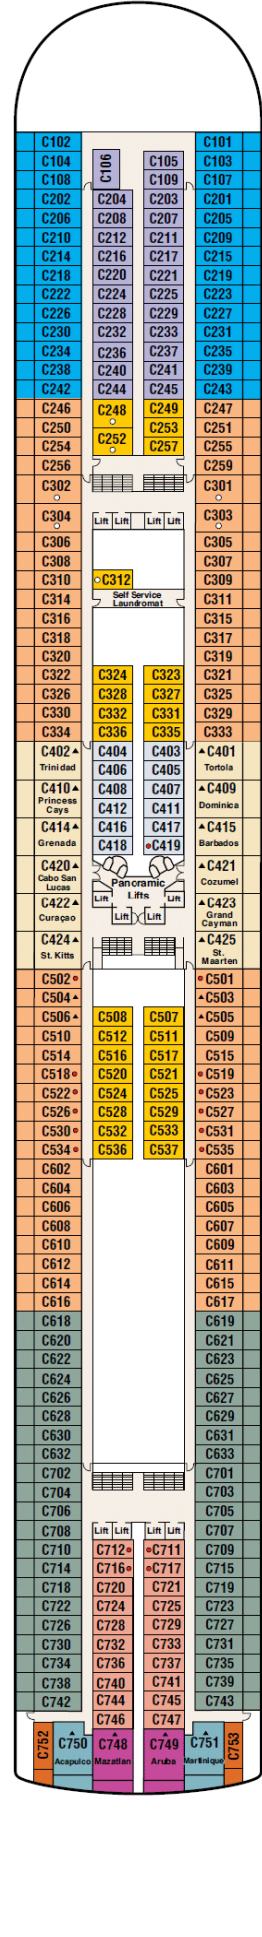 C102 C101
C104 C106 C105 C103
C108 C109 C107
C202 C204 C203 C201
C206 C208 C207 C205
C210 C212 C211 C209
C214 C216 C217 C215
C218 C220 C221 C219
C222 C224 C225 C223
C226 C228 C229 C227
C230 C232 C233 C231
C234 C236 C237 C235
C238 C240 C241 C239
C242 C244 C245 C243
C246 C248 C249 C247
C250 C253 C251
C254 C252 C257 C255
C256 C259
C302 C301
C304 Lift Lift Lift Lift C303
C306 C305
C308 C307
C310 C312 C309
C314 Self Service C311
Laundromat
C316 C315
C318 C317
C320 C319
C322 C324 C323 C321
C326 C328 C327 C325
C330 C332 C331 C329
C334 C336 C335 C333
C402 C404 C403 C401
Trinidad C406 C405 Tortola
C410 C408 C407 C409
Princess C412 C411 Dominica
Cays
C414 C416 C417 C415
Grenada C418 C419 Barbados
C420 C421
Cabo San Panoramic Cozumel
Lucas Lifts
C422 Lift Lift C423
Curaçao Lift Lift Grand
Cayman
C424 C425
St. Kitts St.
Maarten
C502 C501
C504 C503
C506 C508 C507 C505
C510 C512 C511 C509
C514 C516 C517 C515
C518 C520 C521 C519
C522 C524 C525 C523
C526 C528 C529 C527
C530 C532 C533 C531
C534 C536 C537 C535
C602 C601
C604 C603
C606 C605
C608 C607
C610 C609
C612 C611
C614 C615
C616 C617
C618 C619
C620 C621
C622 C623
C624 C625
C626 C627
C628 C629
C630 C631
C632 C633
C702 C701
C704 C703
C706 C705
C708 Lift Lift Lift Lift C707
C710 C712 C711 C709
C714 C716 C717 C715
C718 C720 C721 C719
C722 C724 C725 C723
C726 C728 C729 C727
C730 C732 C733 C731
C734 C736 C737 C735
C738 C740 C741 C739
C742 C744 C745 C743
C746 C747
C752 C750 C748 C749 C751 C753
Acapulco Mazatlan Aruba Martinique